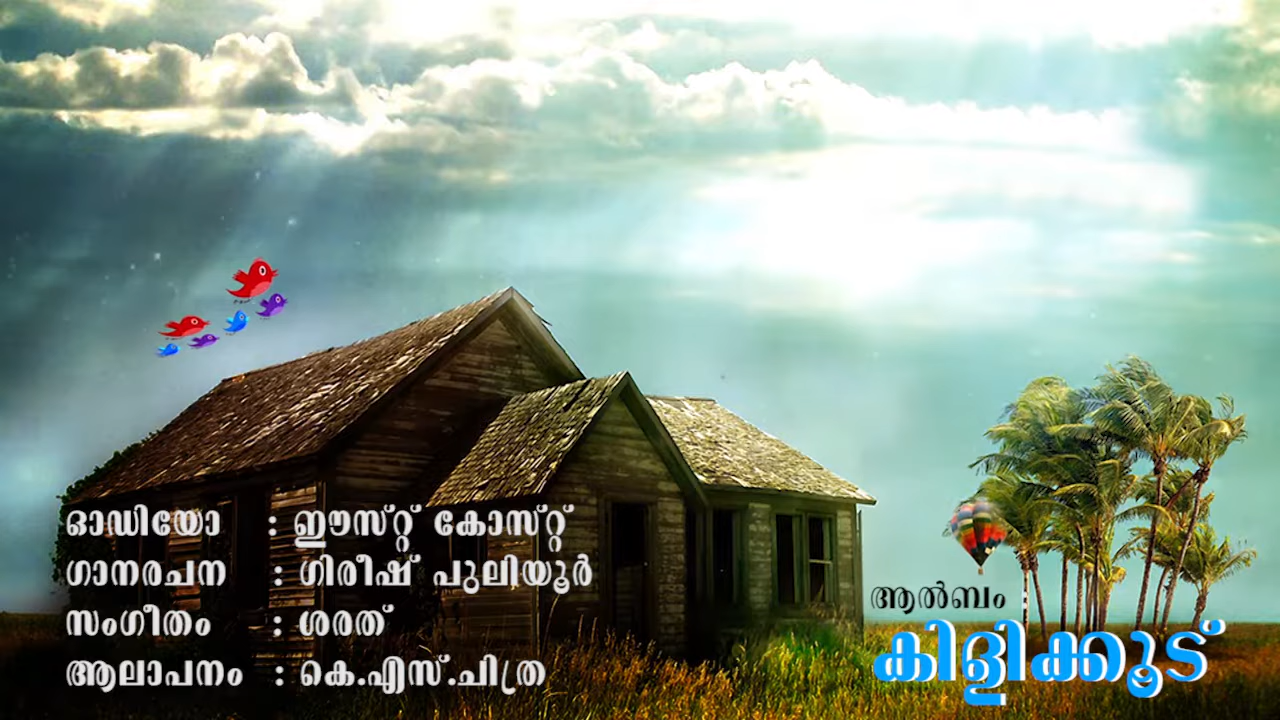 ഓഡിയോ : ഈസ്റ്റ് കോസ്റ്റ്
ഗാനരചന : ഗിരീഷ് പുലിയൂർ
സംഗീതം : ശരത്
ആലാപനം : കെ.എസ്.ചിത്ര
ആൽബം :
കിളിക്കൂട്